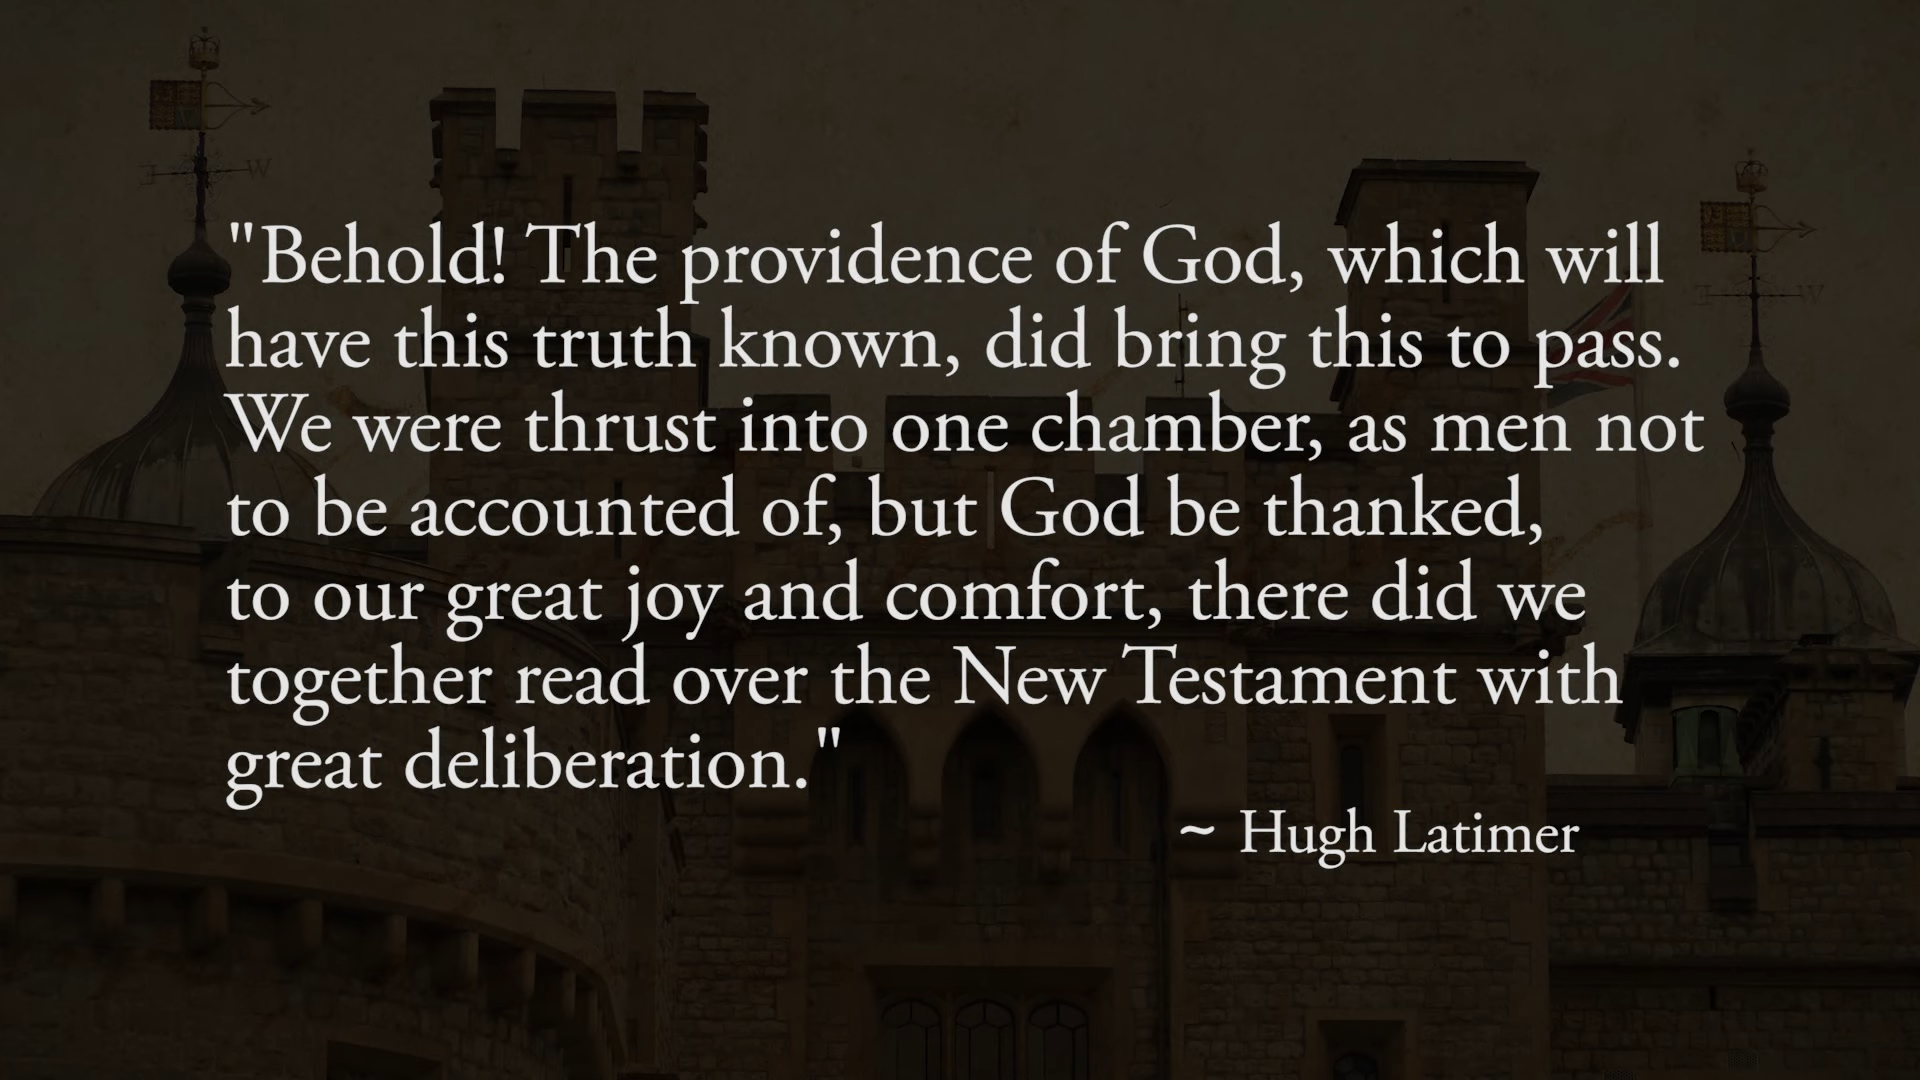 "Behold! The providence of God, which will
have this truth known, did bring this to pass.
We were thrust into one chamber, as men not
to be accounted of, but God be thanked,
to our great joy and comfort, there did we
together read over the New Testament with
great deliberation."
~ Hugh Latimer
W
W